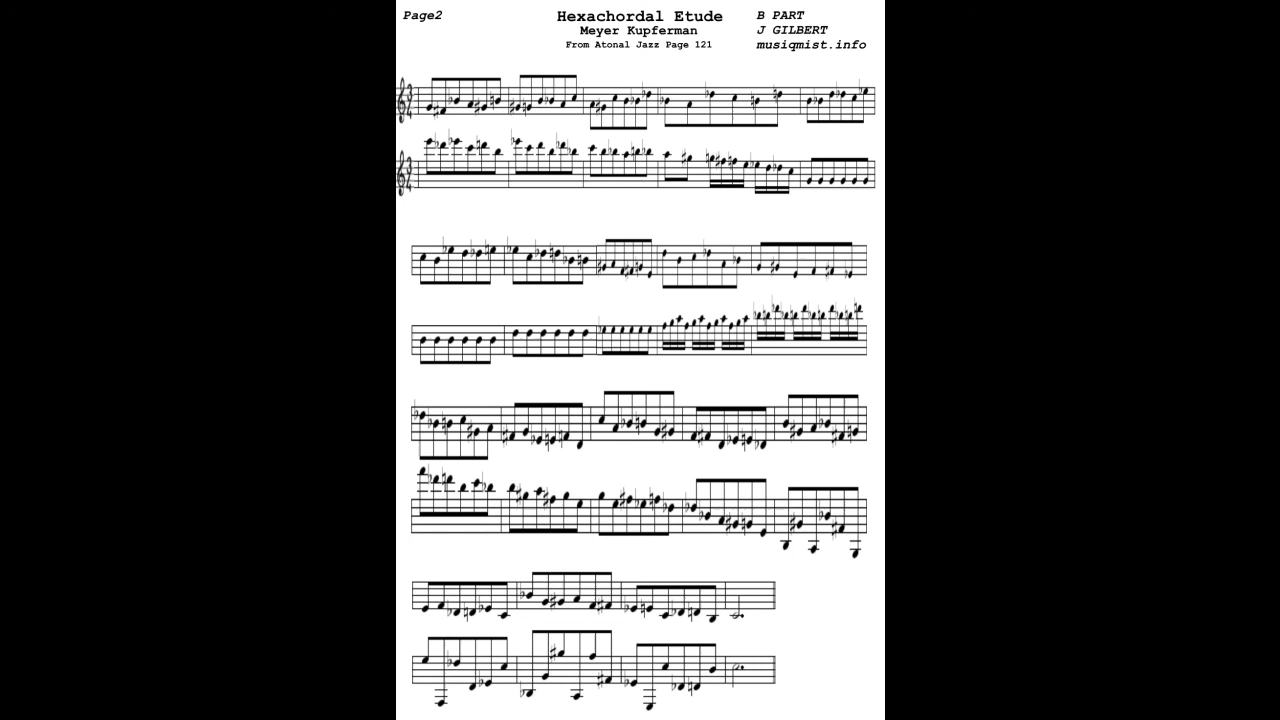 Page2
Hexachordal Etude
Meyer Kupferman
From Atonal Jazz Page 121
B PART
J GILBERT
musiqmist.info